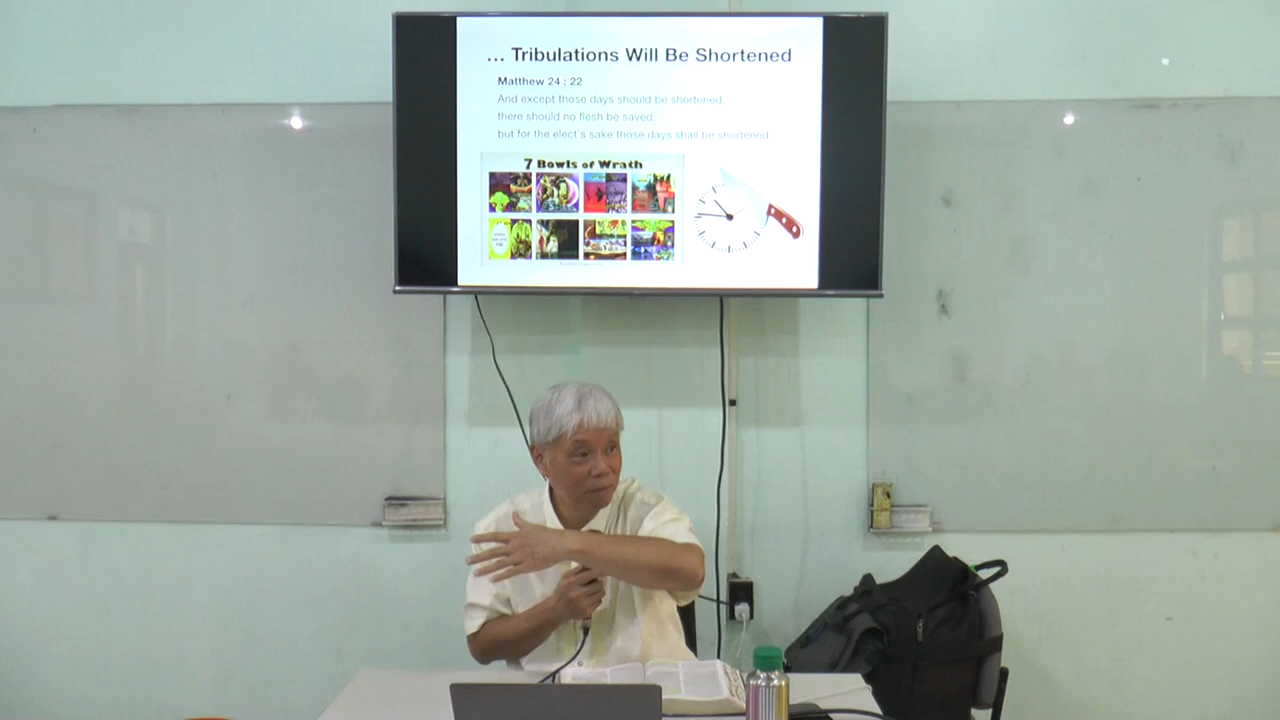 ... Tribulations Will Be Shortened
Matthew 24 : 22
And except those days should be shortened,
there should no flesh be saved:
but for the elect's sake those days shall be shortened
7 Bowls of Wrath